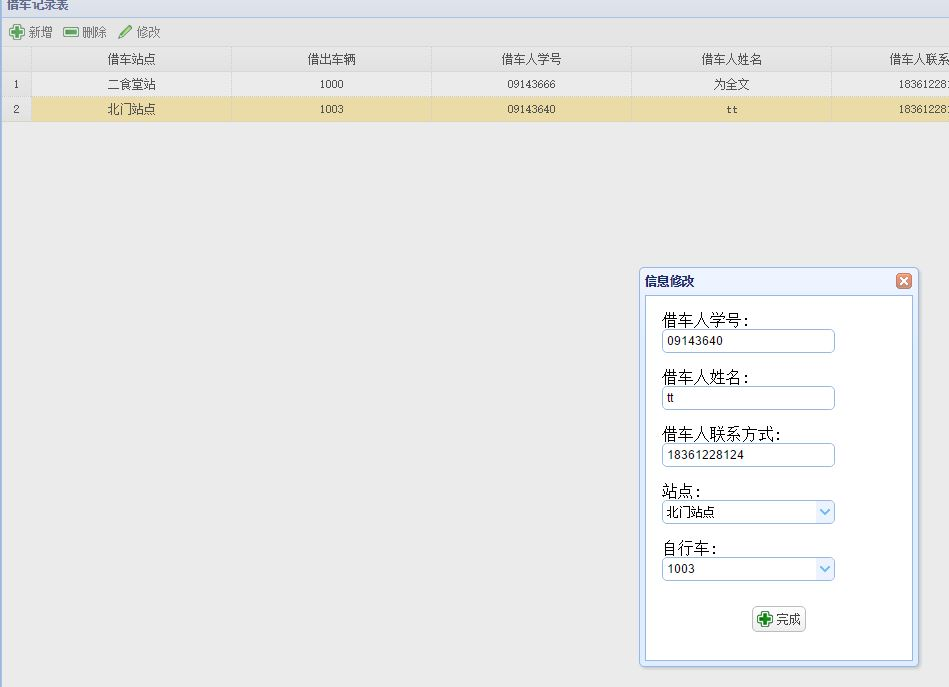 借车记录表
新增 删除 修改
借车站点 借出车辆 借车人学号 借车人姓名 借车人联系
1 二食堂站 1000 09143666 为全文 18361228
2 北门站点 1003 09143640 tt 18361228
信息修改
借车人学号:
09143640
借车人姓名:
tt
借车人联系方式:
18361228124
站点:
北门站点
自行车:
1003
完成